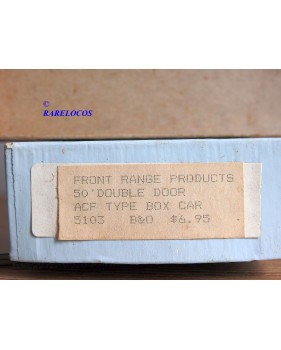 ©
RARELOCOS
FRONT RANGE PRODUCTS
50'DOUBLE DOOR
ACF TYPE BOX CAR
5103 B&O $6.95